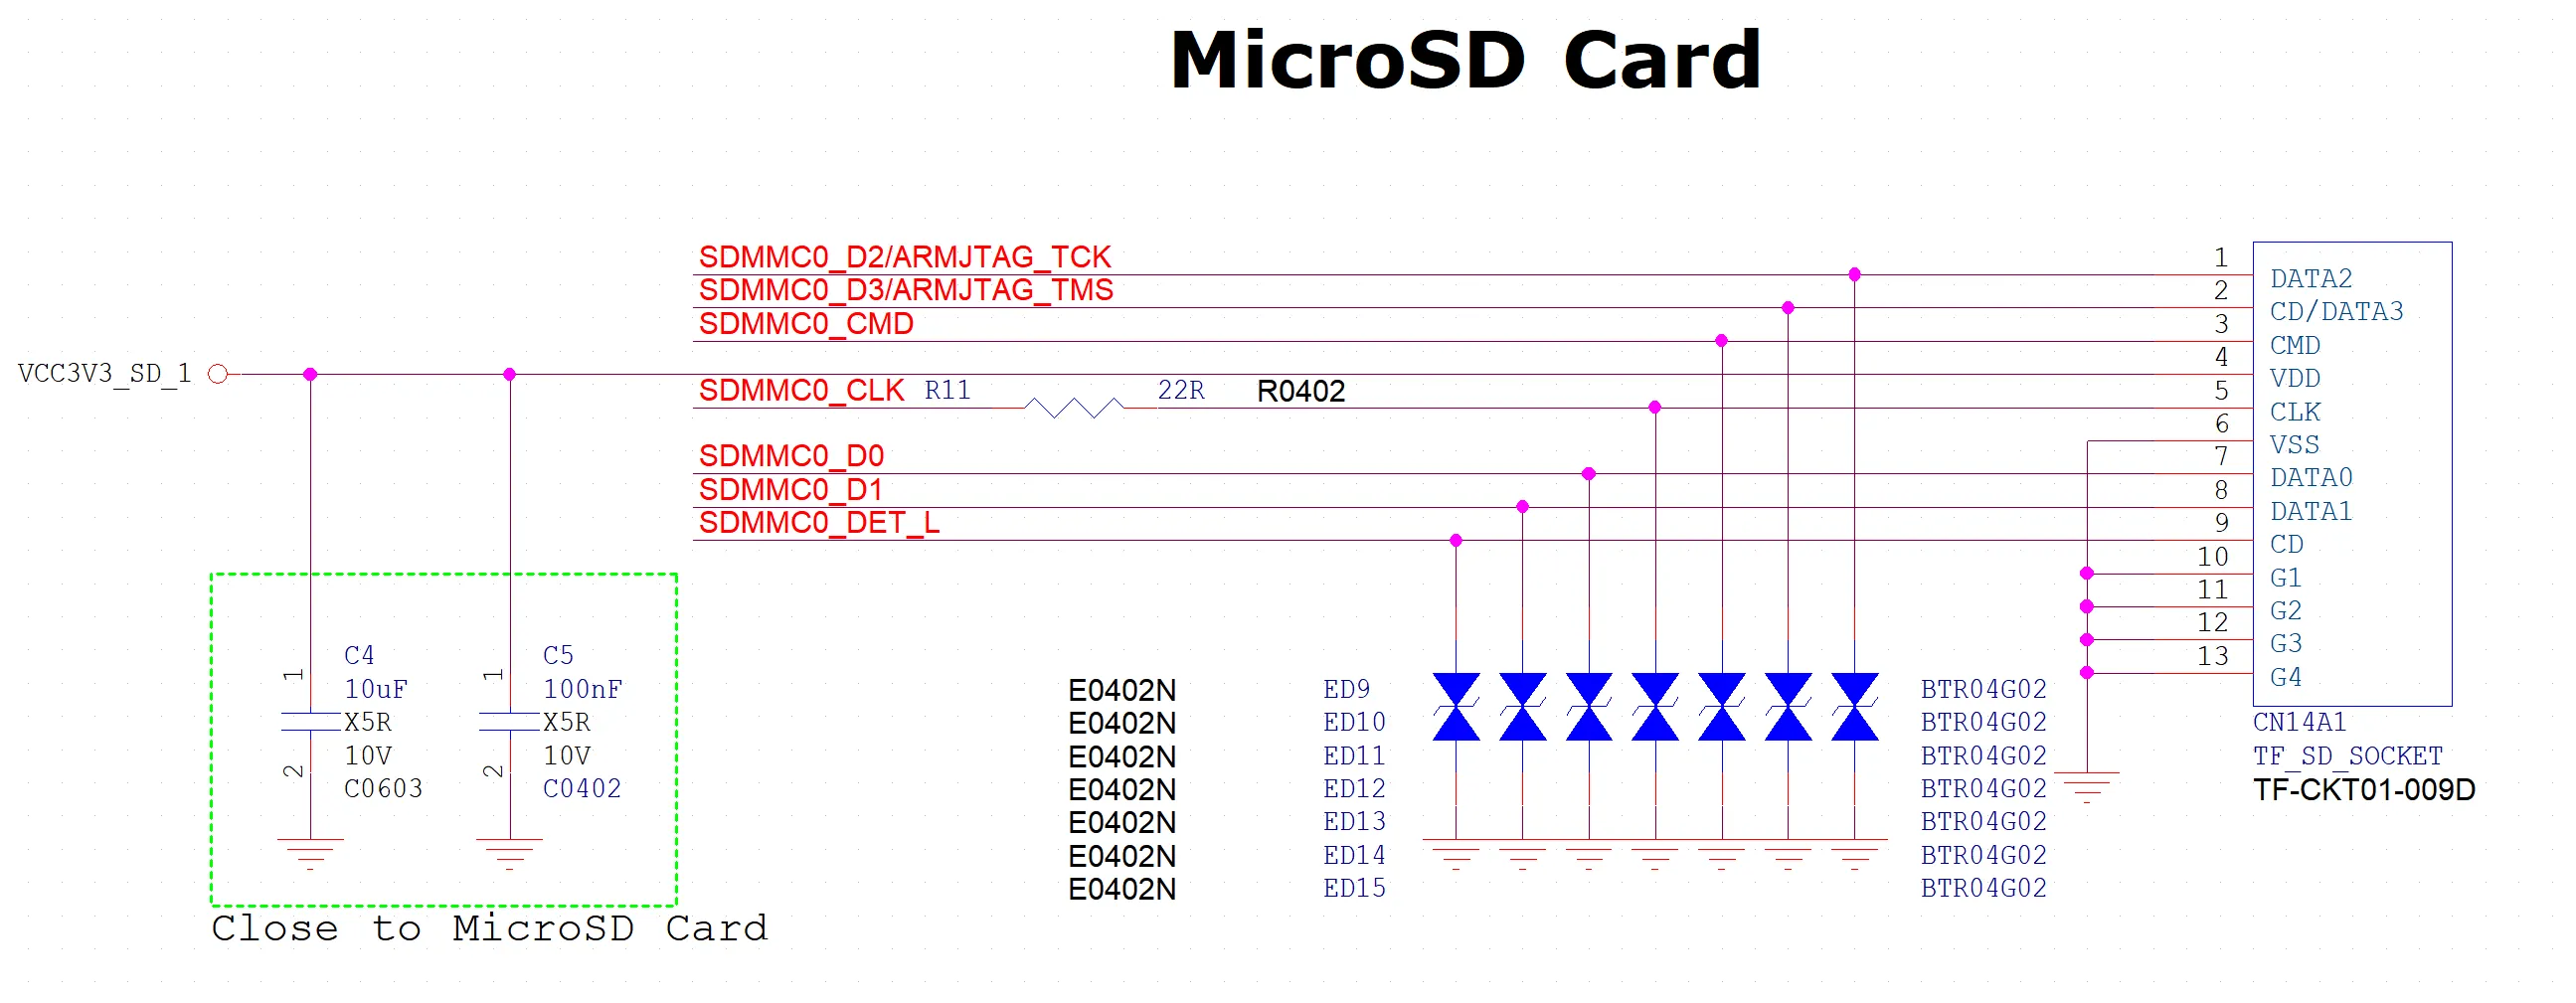 MicroSD Card
SDMMC0_D2/ARMJTAG_TCK
SDMMC0_D3/ARMJTAG_TMS
SDMMC0_CMD
VCC3V3_SD_1
SDMMC0_CLK R11 22R R0402
SDMMC0_D0
SDMMC0_D1
SDMMC0_DET_L
1 DATA2
2 CD/DATA3
3 CMD
4 VDD
5 CLK
6 VSS
7 DATA0
8 DATA1
9 CD
10 G1
11 G2
12 G3
13 G4
CN14A1
TF_SD_SOCKET
TF-CKT01-009D
1
C4
10uF
X5R
10V
2
C0603
1
C5
100nF
X5R
10V
2
C0402
Close to MicroSD Card
E0402N ED9 BTR04G02
E0402N ED10 BTR04G02
E0402N ED11 BTR04G02
E0402N ED12 BTR04G02
E0402N ED13 BTR04G02
E0402N ED14 BTR04G02
E0402N ED15 BTR04G02